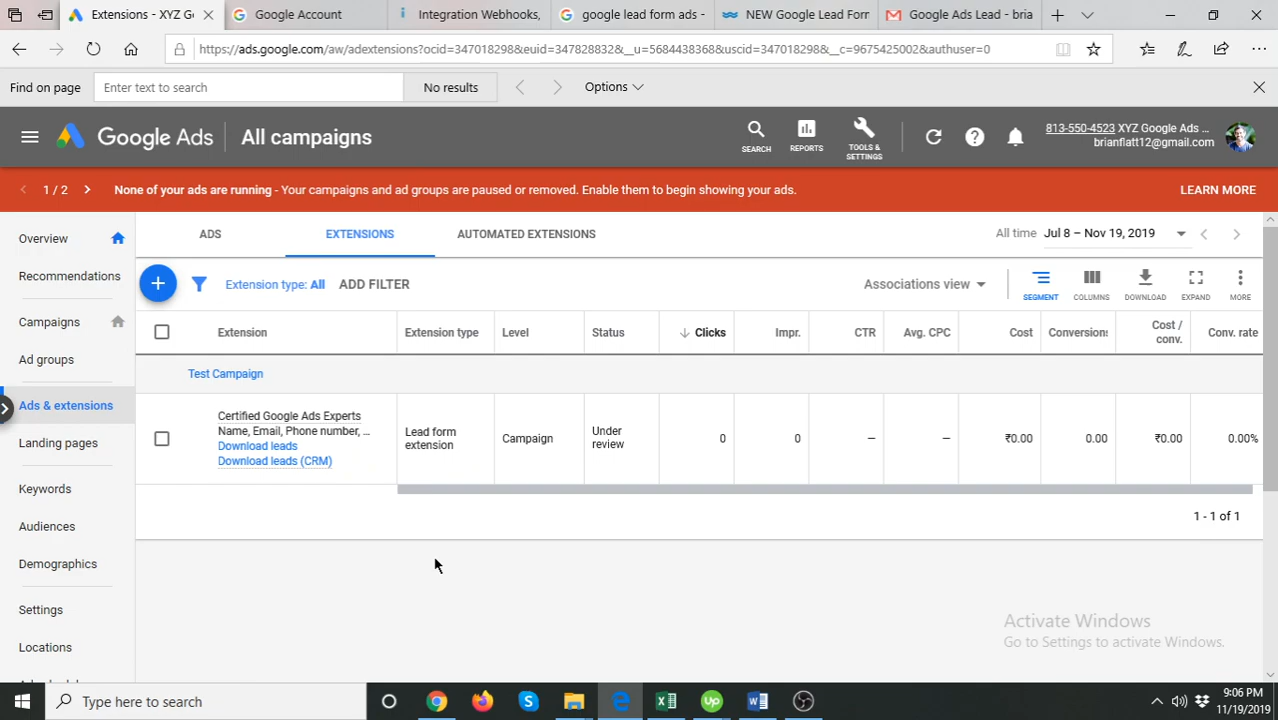 Extensions - XYZ G
Google Account
Integration Webhooks,
google lead form ads -
NEW Google Lead Form
Google Ads Lead - bria
https://ads.google.com/aw/adextensions?ocid=347018298&euid=347828832&__u=5684438368&uscid=347018298&__c=9675425002&authuser=0
Find on page
Enter text to search
No results
Options
Google Ads
All campaigns
SEARCH
REPORTS
TOOLS &
SETTINGS
813-550-4523 XYZ Google Ads ...
brianflatt12@gmail.com
1 / 2
None of your ads are running - Your campaigns and ad groups are paused or removed. Enable them to begin showing your ads.
LEARN MORE
Overview
Recommendations
Campaigns
Ad groups
Ads & extensions
Landing pages
Keywords
Audiences
Demographics
Settings
Locations
ADS
EXTENSIONS
AUTOMATED EXTENSIONS
All time Jul 8 – Nov 19, 2019
Extension type: All
ADD FILTER
Associations view
SEGMENT
COLUMNS
DOWNLOAD
EXPAND
MORE
Extension
Extension type
Level
Status
Clicks
Impr.
CTR
Avg. CPC
Cost
Conversions
Cost /
conv.
Conv. rate
Test Campaign
Certified Google Ads Experts
Name, Email, Phone number, ...
Download leads
Download leads (CRM)
Lead form
extension
Campaign
Under
review
0
0
—
—
₹0.00
0.00
₹0.00
0.00%
1 - 1 of 1
Activate Windows
Go to Settings to activate Windows.
Type here to search
9:06 PM
11/19/2019